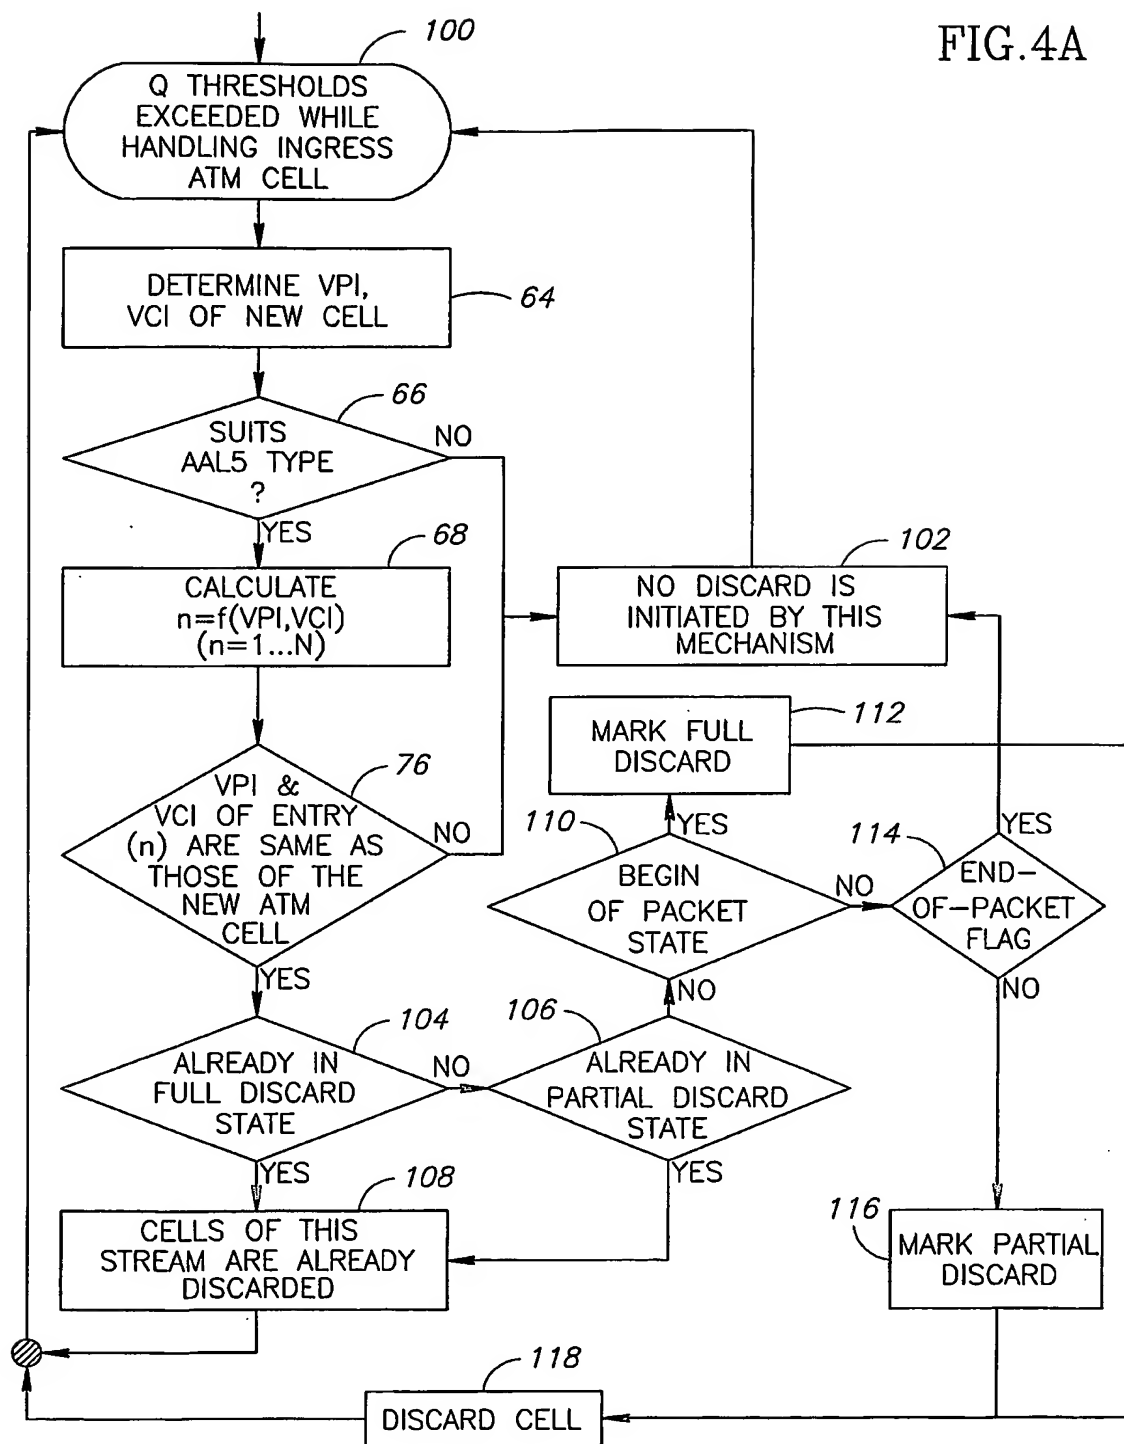 FIG.4A
100
Q THRESHOLDS
EXCEEDED WHILE
HANDLING INGRESS
ATM CELL
DETERMINE VPI,
VCI OF NEW CELL
64
66
SUITS
AAL5 TYPE
?
NO
YES
68
CALCULATE
n=f(VPI,VCI)
(n=1...N)
102
NO DISCARD IS
INITIATED BY THIS
MECHANISM
76
VPI &
VCI OF ENTRY
(n) ARE SAME AS
THOSE OF THE
NEW ATM
CELL
NO
YES
112
MARK FULL
DISCARD
110
YES
BEGIN
OF PACKET
STATE
NO
NO
114
YES
END-
OF-PACKET
FLAG
NO
104
ALREADY IN
FULL DISCARD
STATE
NO
YES
106
ALREADY IN
PARTIAL DISCARD
STATE
YES
108
CELLS OF THIS
STREAM ARE ALREADY
DISCARDED
116
MARK PARTIAL
DISCARD
118
DISCARD CELL